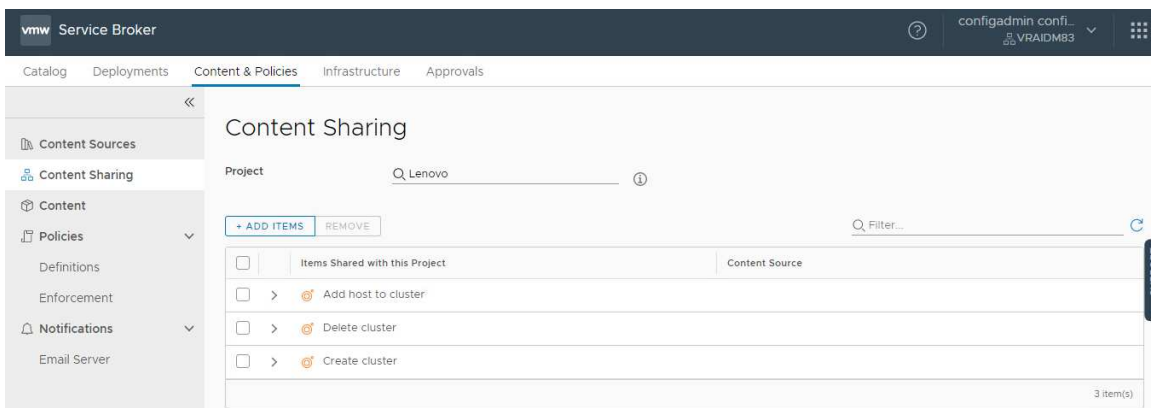 vmw Service Broker
configadmin confi...
VRAIDM83
Catalog Deployments Content & Policies Infrastructure Approvals
Content Sources
Content Sharing
Content
Policies
Definitions
Enforcement
Notifications
Email Server
Content Sharing
Project Lenovo
+ ADD ITEMS REMOVE Filter...
Items Shared with this Project Content Source
Add host to cluster
Delete cluster
Create cluster
3 item(s)